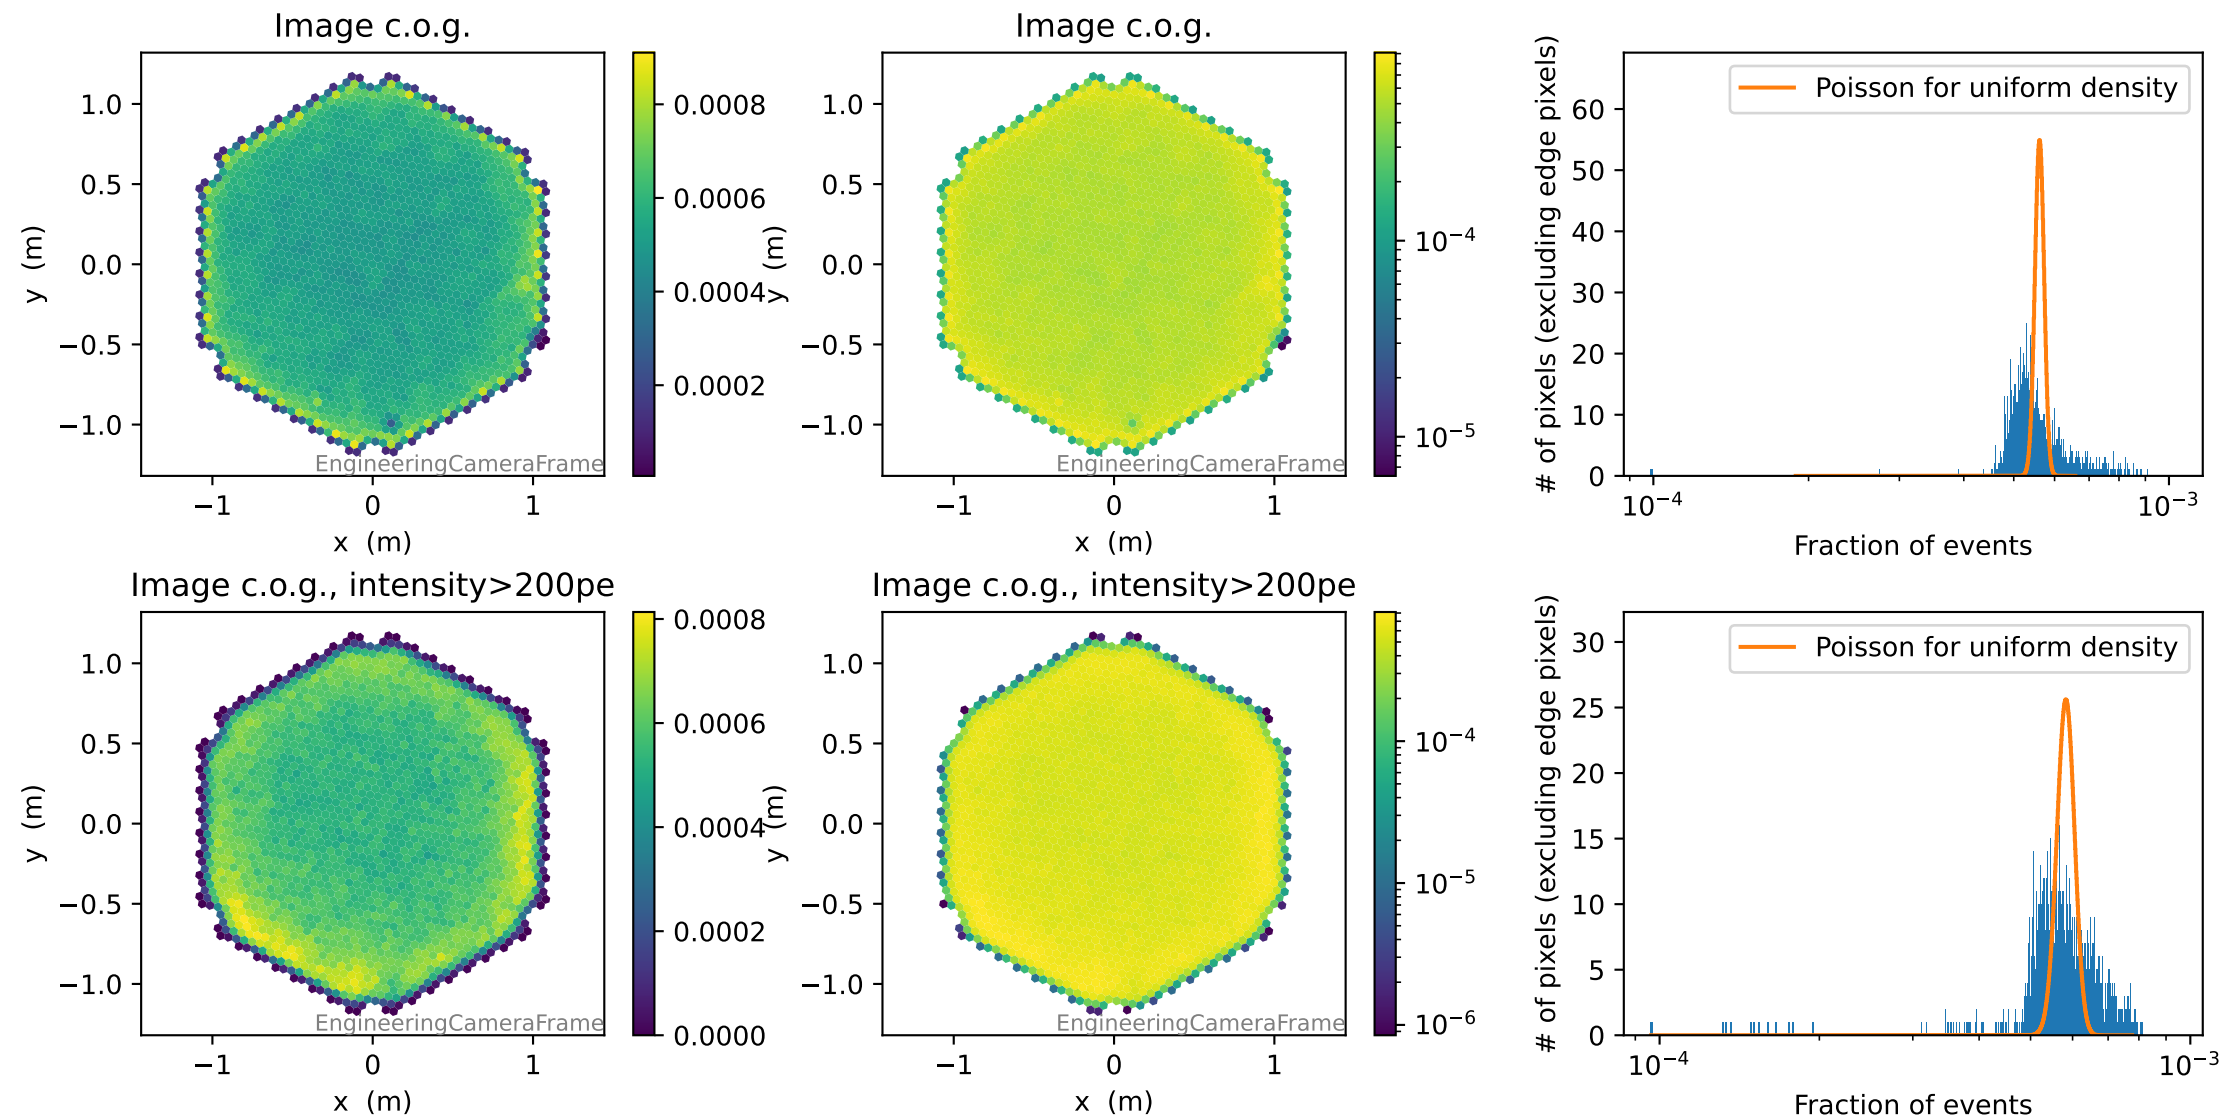 Image c.o.g.
1.0
0.5
0.0
−0.5
−1.0
y (m)
−1 0 1
x (m)
EngineeringCameraFrame
0.0008
0.0006
0.0004
0.0002
Image c.o.g.
1.0
0.5
0.0
−0.5
−1.0
y (m)
−1 0 1
x (m)
EngineeringCameraFrame
10⁻⁴
10⁻⁵
Poisson for uniform density
60
50
40
30
20
10
0
# of pixels (excluding edge pixels)
10⁻⁴ 10⁻³
Fraction of events
Image c.o.g., intensity>200pe
1.0
0.5
0.0
−0.5
−1.0
y (m)
−1 0 1
x (m)
EngineeringCameraFrame
0.0008
0.0006
0.0004
0.0002
0.0000
Image c.o.g., intensity>200pe
1.0
0.5
0.0
−0.5
−1.0
y (m)
−1 0 1
x (m)
EngineeringCameraFrame
10⁻⁴
10⁻⁵
10⁻⁶
Poisson for uniform density
30
25
20
15
10
5
0
# of pixels (excluding edge pixels)
10⁻⁴ 10⁻³
Fraction of events